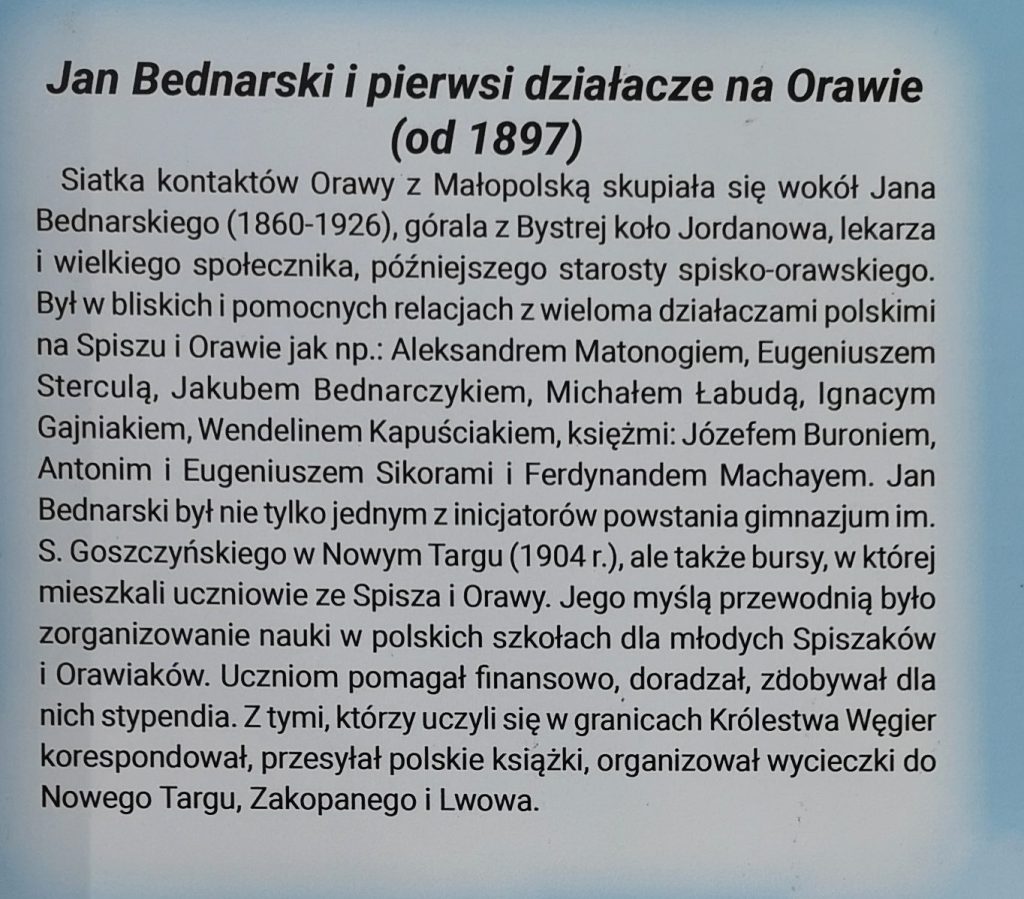 Jan Bednarski i pierwsi działacze na Orawie
(od 1897)
Siatka kontaktów Orawy z Małopolską skupiała się wokół Jana
Bednarskiego (1860-1926), górala z Bystrej koło Jordanowa, lekarza
i wielkiego społecznika, późniejszego starosty spisko-orawskiego.
Był w bliskich i pomocnych relacjach z wieloma działaczami polskimi
na Spiszu i Orawie jak np.: Aleksandrem Matonogiem, Eugeniuszem
Sterculą, Jakubem Bednarczykiem, Michałem Łabudą, Ignacym
Gajniakiem, Wendelinem Kapuściakiem, księżmi: Józefem Buroniem,
Antonim i Eugeniuszem Sikorami i Ferdynandem Machayem. Jan
Bednarski był nie tylko jednym z inicjatorów powstania gimnazjum im.
S. Goszczyńskiego w Nowym Targu (1904 r.), ale także bursy, w której
mieszkali uczniowie ze Spisza i Orawy. Jego myślą przewodnią było
zorganizowanie nauki w polskich szkołach dla młodych Spiszaków
i Orawiaków. Uczniom pomagał finansowo, doradzał, zdobywał dla
nich stypendia. Z tymi, którzy uczyli się w granicach Królestwa Węgier
korespondował, przesyłał polskie książki, organizował wycieczki do
Nowego Targu, Zakopanego i Lwowa.